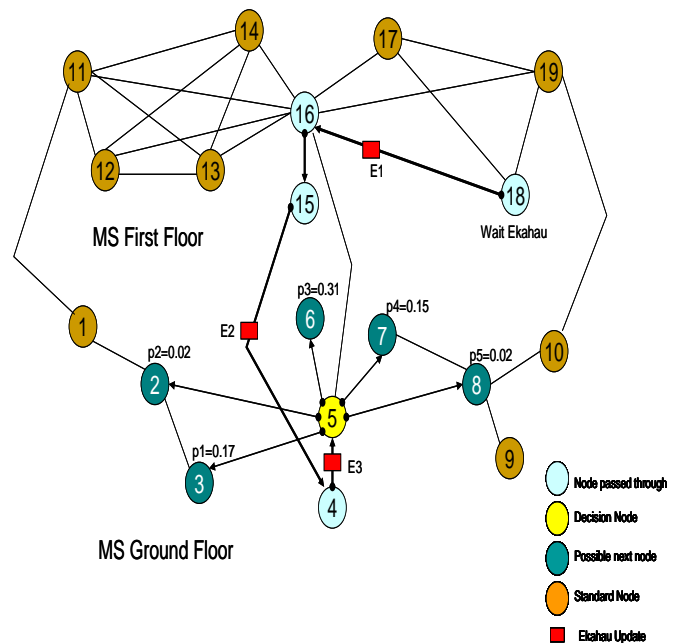 14
17
11
19
16
E1
12
13
18
15
MS First Floor
Wait Ekahau
p3=0.31
p4=0.15
6
1
E2
7
p2=0.02
p5=0.02
10
2
8
5
p1=0.17
9
E3
3
4
Node passed through
Decision Node
MS Ground Floor
Possible next node
Standard Node
Ekahau Update